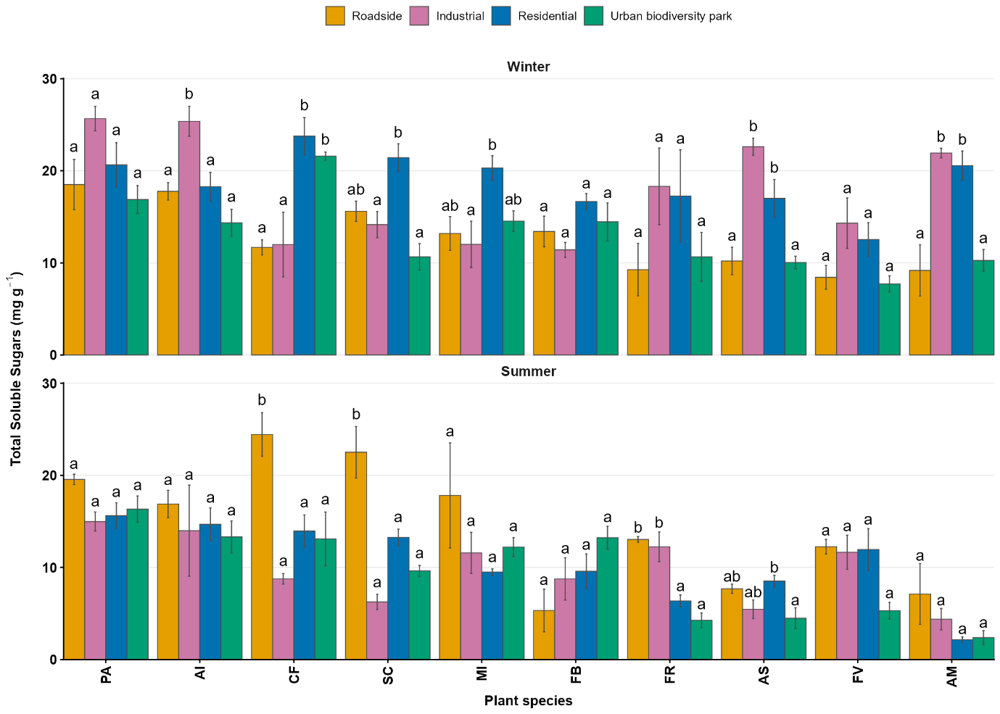 Roadside Industrial Residential Urban biodiversity park
Winter
30
20
10
0
a a a a a b a a a a b b ab a b a ab a b ab a a a a a a a a a b b a a a a a a b b a
Total Soluble Sugars (mg g⁻¹)
Summer
30
20
10
0
a a a a a a a a b a a a b a a a a a a a a a a a b b a a ab ab b a a a a a a a a a
PA AI CF SC MI FB FR AS FV AM
Plant species